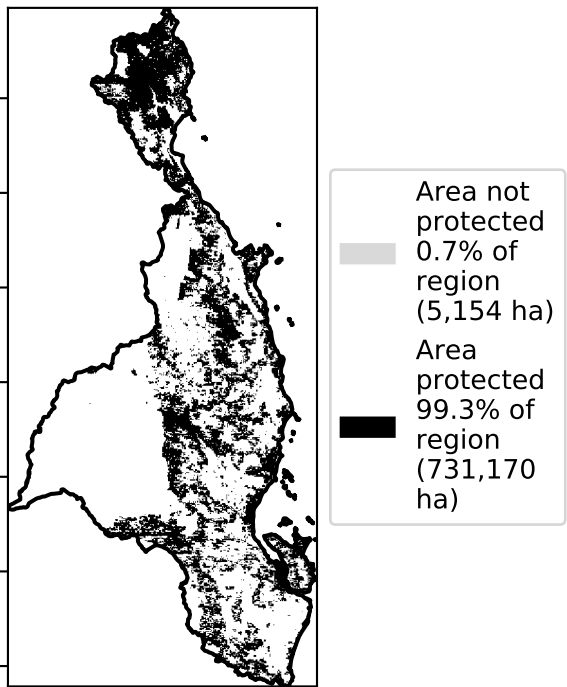 Area not
protected
0.7% of
region
(5,154 ha)
Area
protected
99.3% of
region
(731,170
ha)